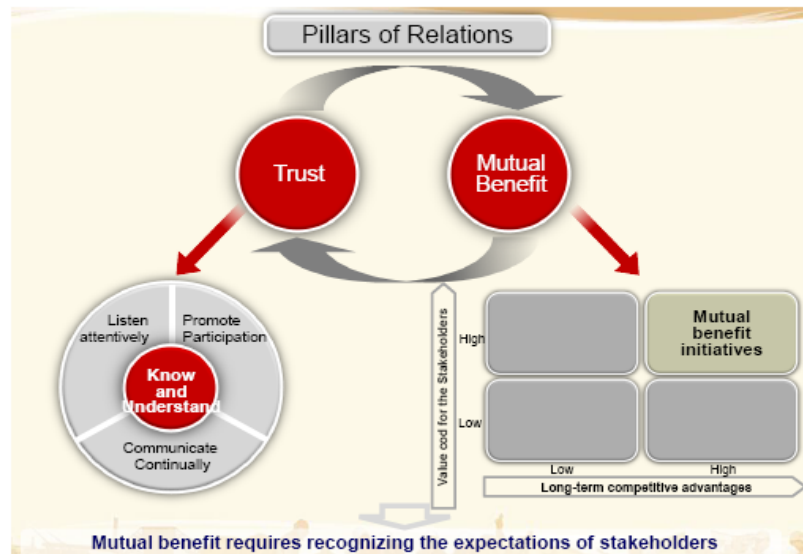 Pillars of Relations
Trust
Mutual
Benefit
Listen
attentively
Promote
Participation
Know
and
Understand
Communicate
Continually
Value cod for the Stakeholders
High
Low
Mutual
benefit
initiatives
Low
High
Long-term competitive advantages
Mutual benefit requires recognizing the expectations of stakeholders